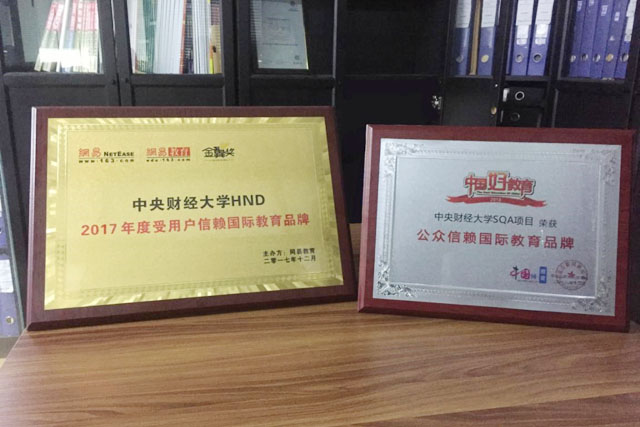 網易 NETEASE
www.163.com
網易教育
edu.163.com
金翼奖
中央财经大学HND
2017年度受用户信赖国际教育品牌
主办方：网易教育
二零一七年十二月
中国好教育
中央财经大学SQA项目 荣获
公众信赖国际教育品牌
中国网